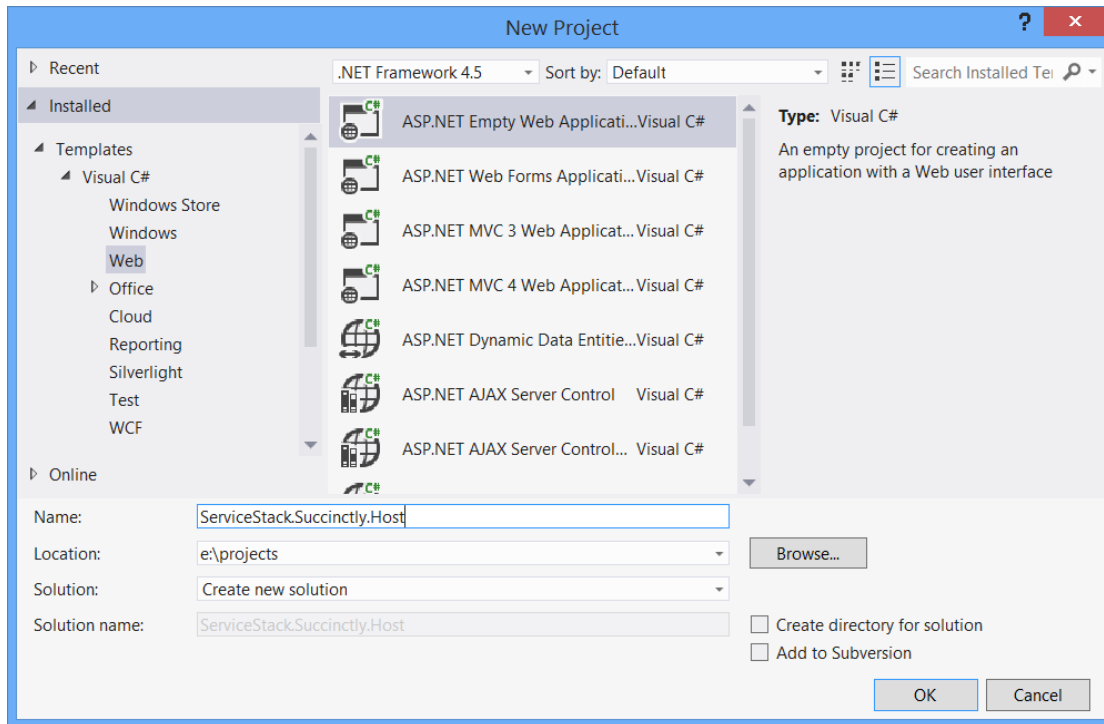 New Project
?
x
Recent
Installed
Templates
Visual C#
Windows Store
Windows
Web
Office
Cloud
Reporting
Silverlight
Test
WCF
Online
.NET Framework 4.5
Sort by: Default
Search Installed Te
C# ASP.NET Empty Web Applicati... Visual C#
C# ASP.NET Web Forms Applicati... Visual C#
C# ASP.NET MVC 3 Web Applicat... Visual C#
C# ASP.NET MVC 4 Web Applicat... Visual C#
C# ASP.NET Dynamic Data Entitie... Visual C#
C# ASP.NET AJAX Server Control Visual C#
C# ASP.NET AJAX Server Control... Visual C#
C#
Type: Visual C#
An empty project for creating an
application with a Web user interface
Name: ServiceStack.Succinctly.Host
Location: e:\projects
Browse...
Solution: Create new solution
Solution name: ServiceStack.Succinctly.Host
Create directory for solution
Add to Subversion
OK
Cancel